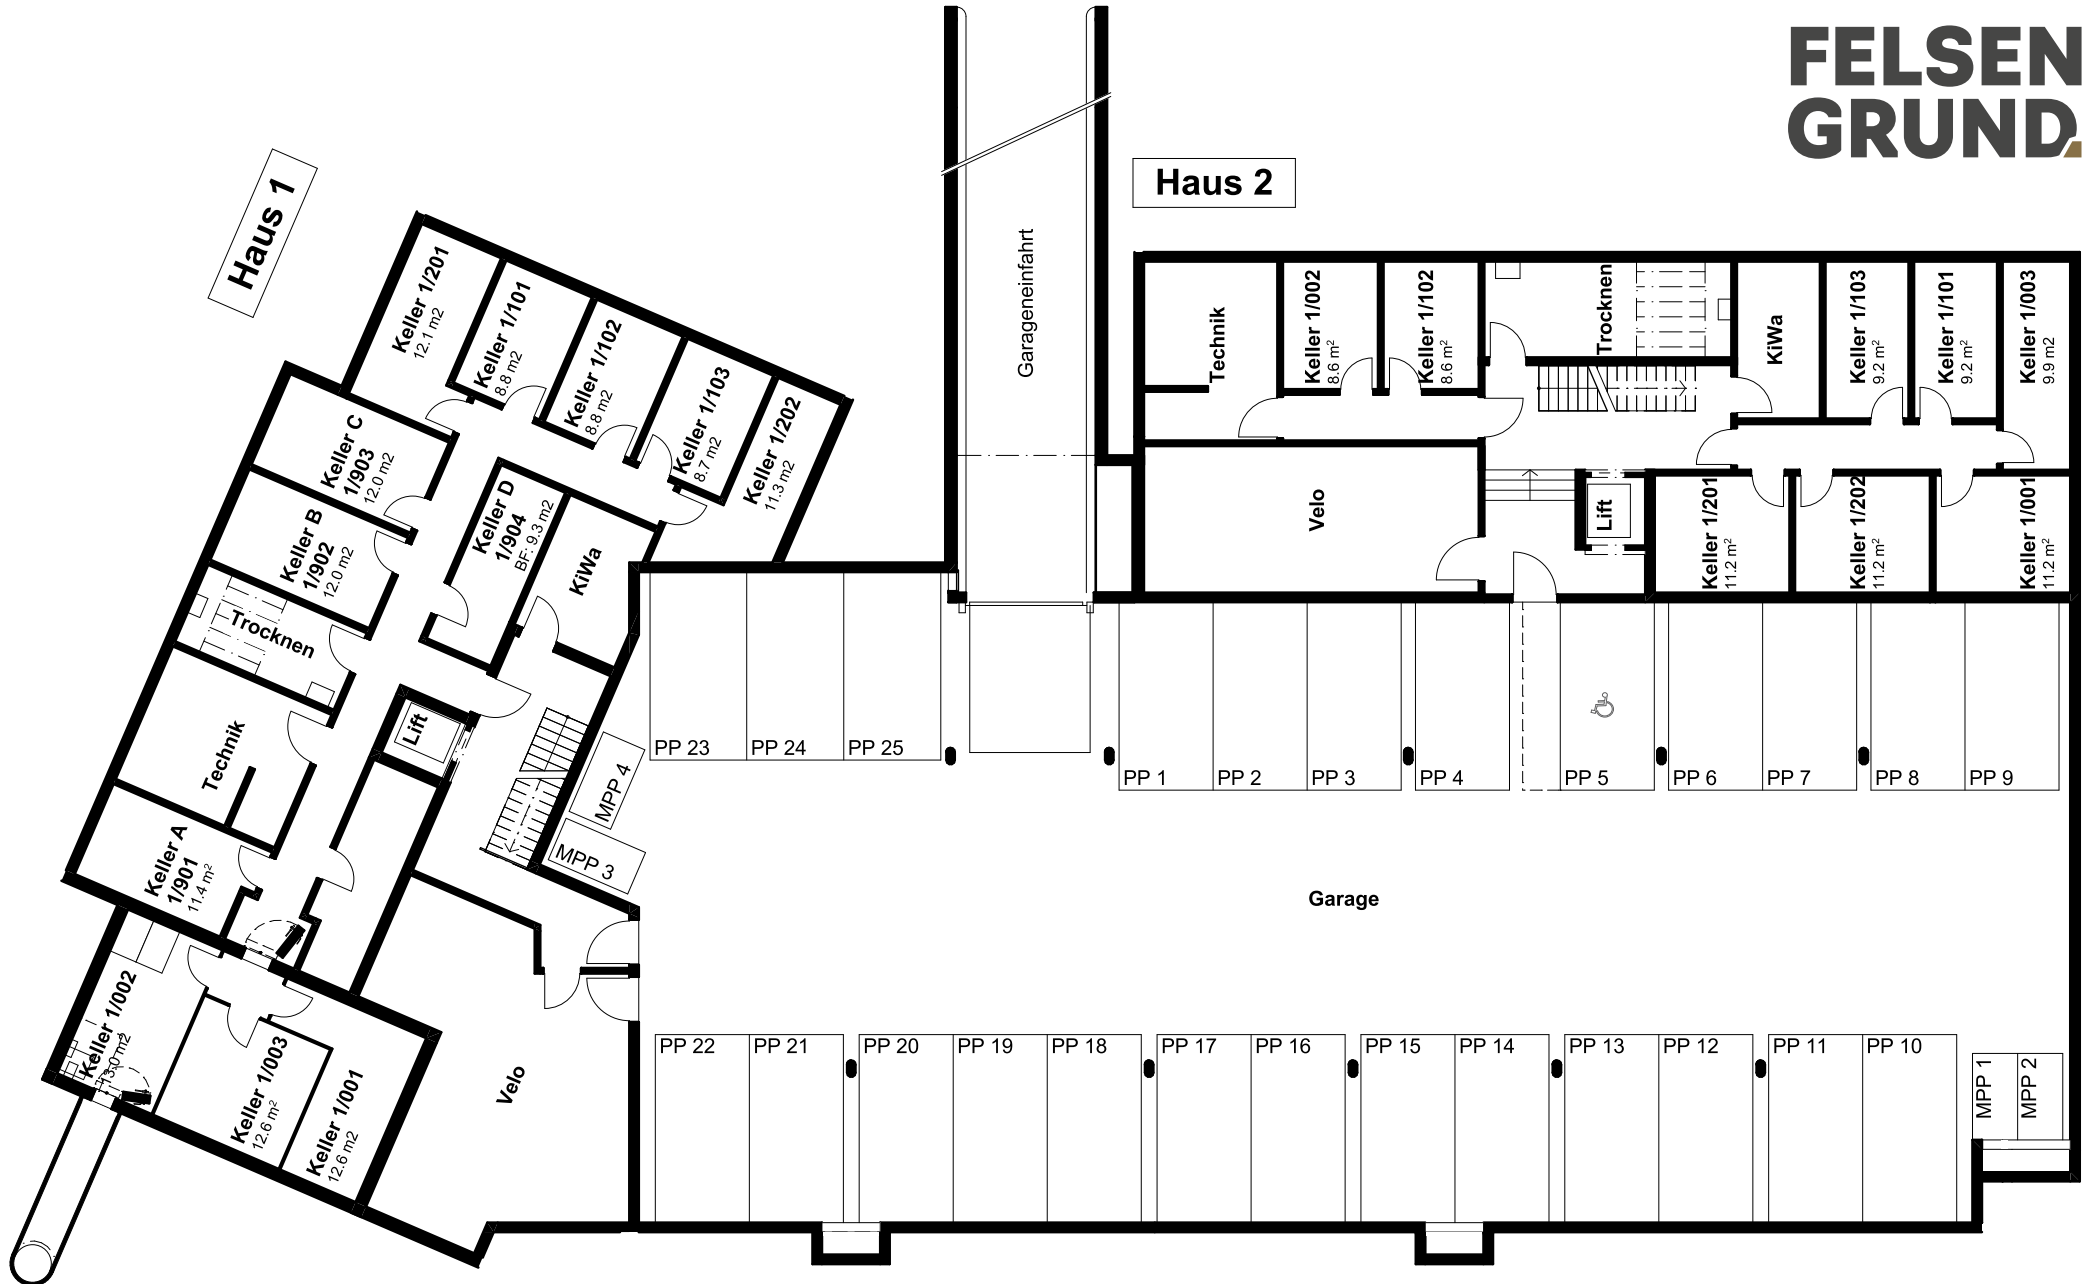 FELSEN
GRUND
Haus 1
Haus 2
Garageneinfahrt
Keller 1/201
12.1 m2
Keller 1/101
8.8 m2
Keller 1/102
8.8 m2
Keller 1/103
8.7 m2
Keller 1/202
11.3 m2
Keller C
1/903
12.0 m2
Keller B
1/902
12.0 m2
Keller D
1/904
BF: 9.3 m2
KiWa
Trocknen
Technik
Lift
Keller A
1/901
11.4 m²
Keller 1/002
13.0 m2
Keller 1/003
12.6 m²
Keller 1/001
12.6 m2
Velo
Technik
Keller 1/002
8.6 m²
Keller 1/102
8.6 m²
Trocknen
KiWa
Keller 1/103
9.2 m²
Keller 1/101
9.2 m²
Keller 1/003
9.9 m2
Velo
Lift
Keller 1/201
11.2 m²
Keller 1/202
11.2 m²
Keller 1/001
11.2 m²
PP 23
PP 24
PP 25
PP 1
PP 2
PP 3
PP 4
PP 5
PP 6
PP 7
PP 8
PP 9
MPP 4
MPP 3
Garage
PP 22
PP 21
PP 20
PP 19
PP 18
PP 17
PP 16
PP 15
PP 14
PP 13
PP 12
PP 11
PP 10
MPP 1
MPP 2